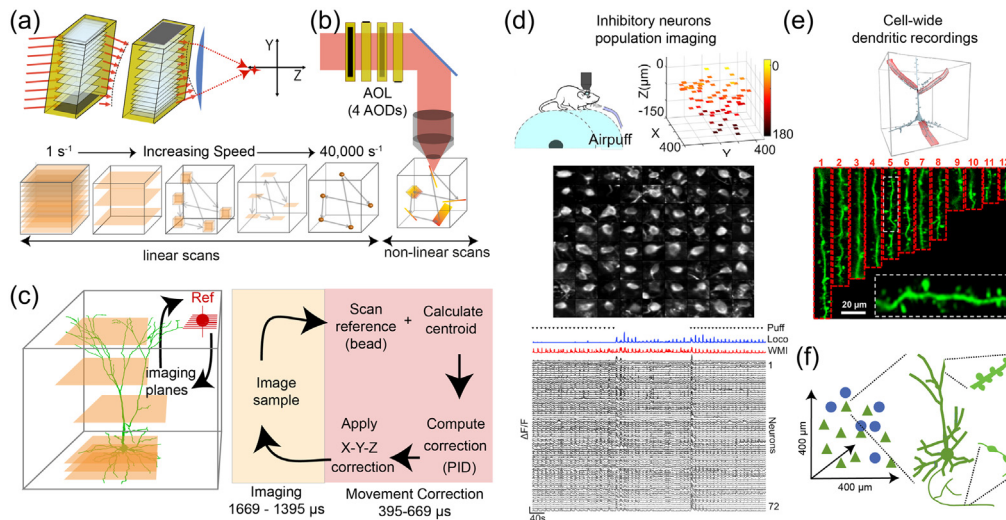 (a)
Y
Z
(b)
AOL
(4 AODs)
1 s⁻¹
Increasing Speed
40,000 s⁻¹
linear scans
non-linear scans
(c)
Ref
imaging
planes
Scan
reference
(bead)
+
Calculate
centroid
Image
sample
Apply
X-Y-Z
correction
Compute
correction
(PID)
Imaging
1669 - 1395 µs
Movement Correction
395-669 µs
(d)
Inhibitory neurons
population imaging
Airpuff
Z(µm)
0
-150
X
400
Y
400
0
180
Puff
Loco
WMI
1
Neurons
72
ΔF/F
40s
(e)
Cell-wide
dendritic recordings
1 2 3 4 5 6 7 8 9 10 11 12
20 µm
(f)
400 µm
400 µm